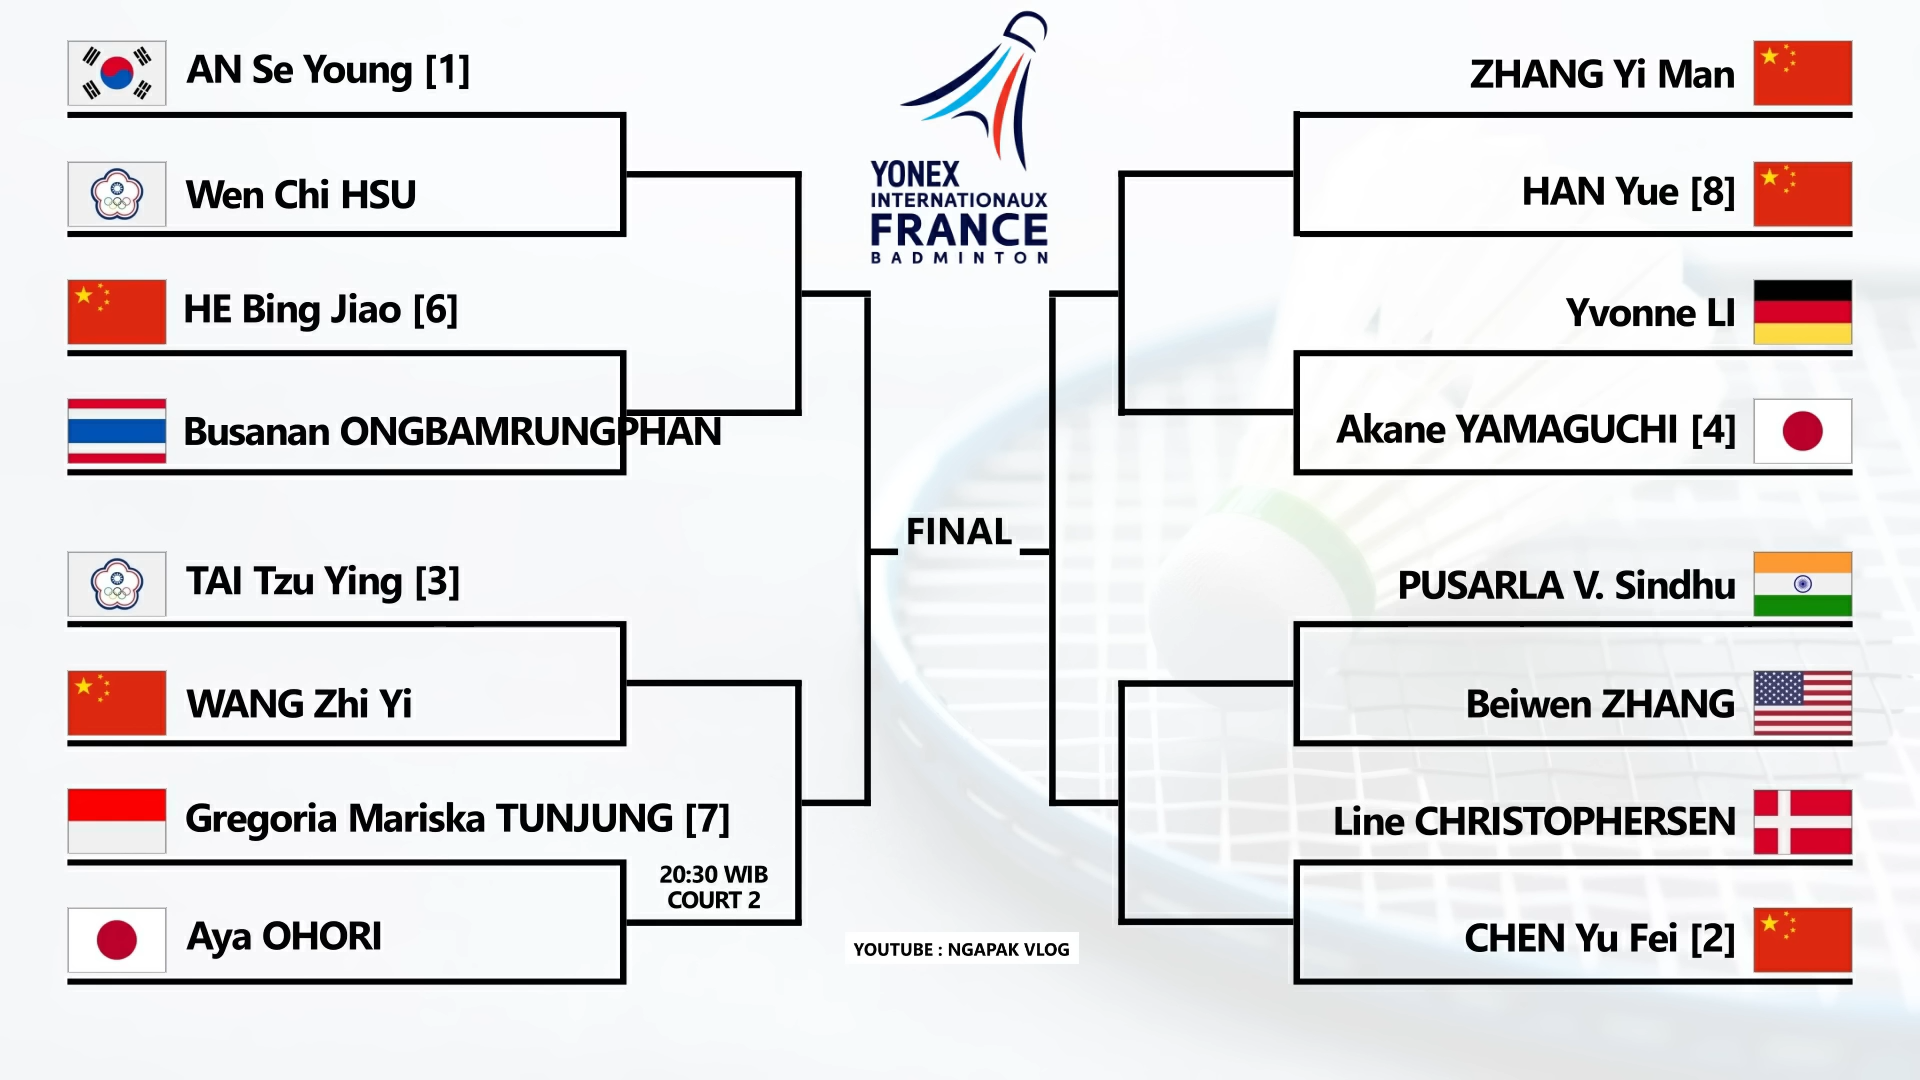 AN Se Young [1]
Wen Chi HSU
HE Bing Jiao [6]
Busanan ONGBAMRUNGPHAN
TAI Tzu Ying [3]
WANG Zhi Yi
Gregoria Mariska TUNJUNG [7]
20:30 WIB
COURT 2
Aya OHORI
YONEX
INTERNATIONAUX
FRANCE
BADMINTON
FINAL
YOUTUBE : NGAPAK VLOG
ZHANG Yi Man
HAN Yue [8]
Yvonne LI
Akane YAMAGUCHI [4]
PUSARLA V. Sindhu
Beiwen ZHANG
Line CHRISTOPHERSEN
CHEN Yu Fei [2]